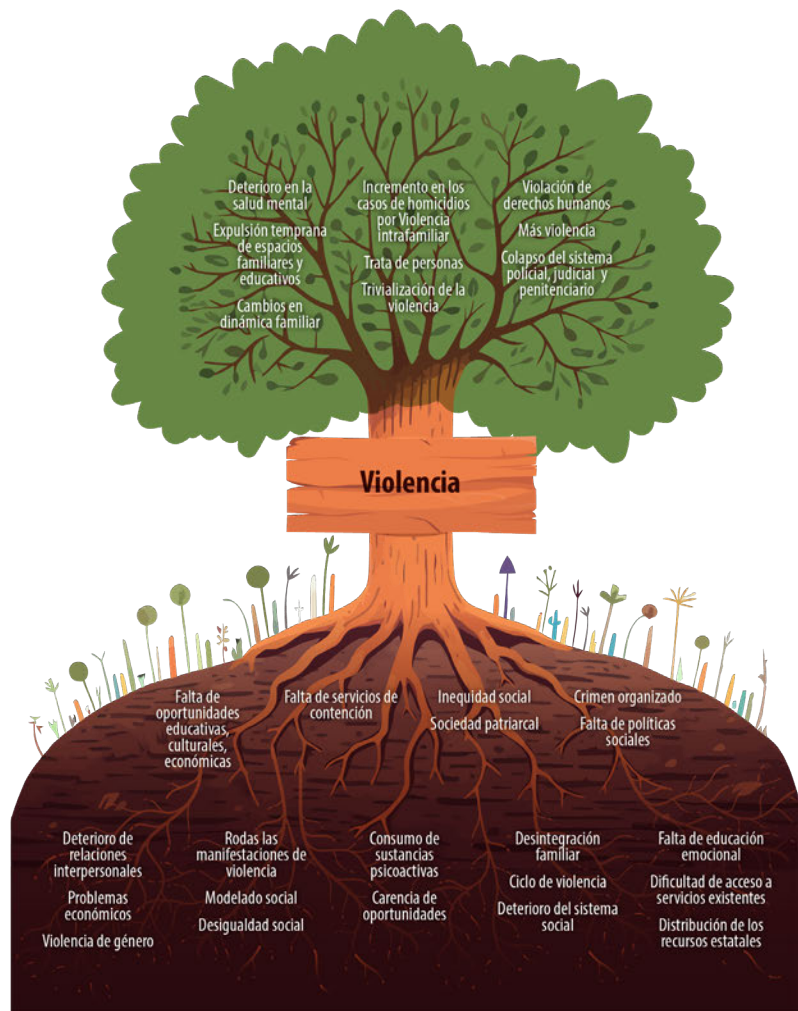 Deterioro en la
salud mental
Expulsión temprana
de espacios
familiares y
educativos
Cambios en
dinámica familiar
Incremento en los
casos de homicidios
por Violencia
intrafamiliar
Trata de personas
Trivialización de la
violencia
Violación de
derechos humanos
Más violencia
Colapso del sistema
policial, judicial y
penitenciario
Violencia
Falta de
oportunidades
educativas,
culturales,
económicas
Falta de servicios de
contención
Inequidad social
Sociedad patriarcal
Crimen organizado
Falta de políticas
sociales
Deterioro de
relaciones
interpersonales
Problemas
económicos
Violencia de género
Rodas las
manifestaciones de
violencia
Modelado social
Desigualdad social
Consumo de
sustancias
psicoactivas
Carencia de
oportunidades
Desintegración
familiar
Ciclo de violencia
Deterioro del sistema
social
Falta de educación
emocional
Dificultad de acceso a
servicios existentes
Distribución de los
recursos estatales